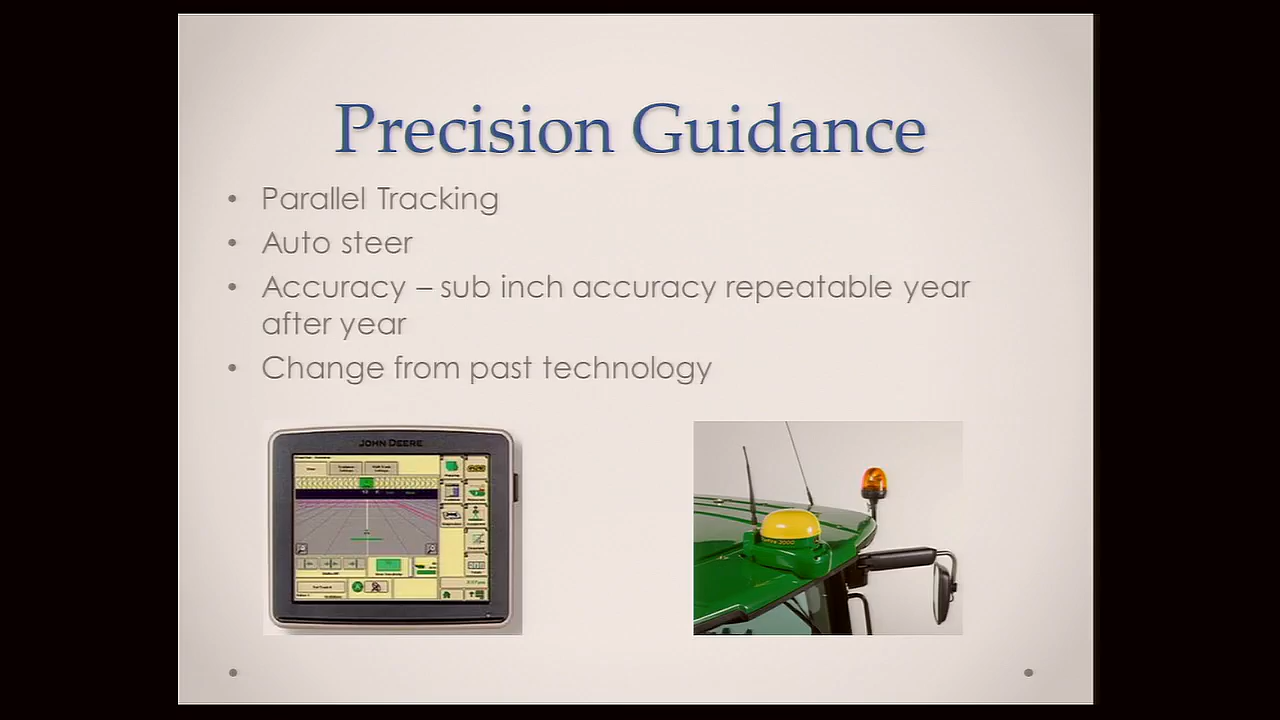 Precision Guidance
• Parallel Tracking
• Auto steer
• Accuracy – sub inch accuracy repeatable year
after year
• Change from past technology
JOHN DEERE